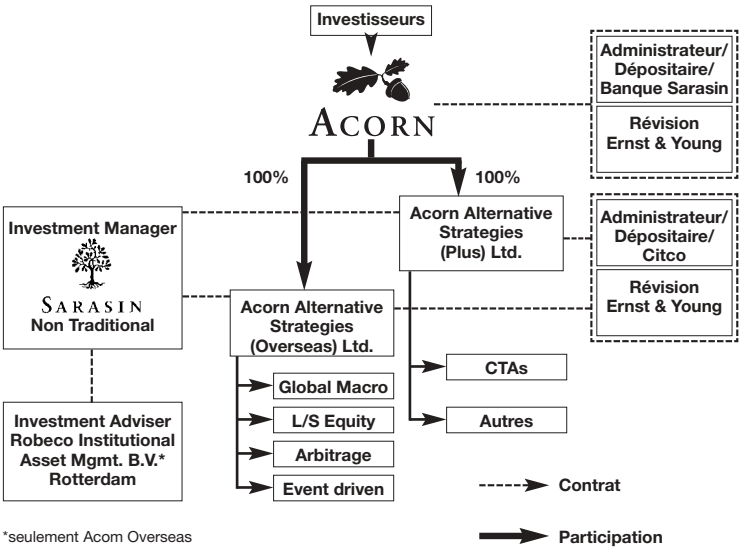 Investisseurs
ACORN
Administrateur/
Dépositaire/
Banque Sarasin
Révision
Ernst & Young
100%
100%
Investment Manager
SARASIN
Non Traditional
Acorn Alternative
Strategies
(Plus) Ltd.
Administrateur/
Dépositaire/
Citco
Révision
Ernst & Young
Acorn Alternative
Strategies
(Overseas) Ltd.
Global Macro
L/S Equity
Arbitrage
Event driven
CTAs
Autres
Investment Adviser
Robeco Institutional
Asset Mgmt. B.V.*
Rotterdam
Contrat
Participation
*seulement Acorn Overseas